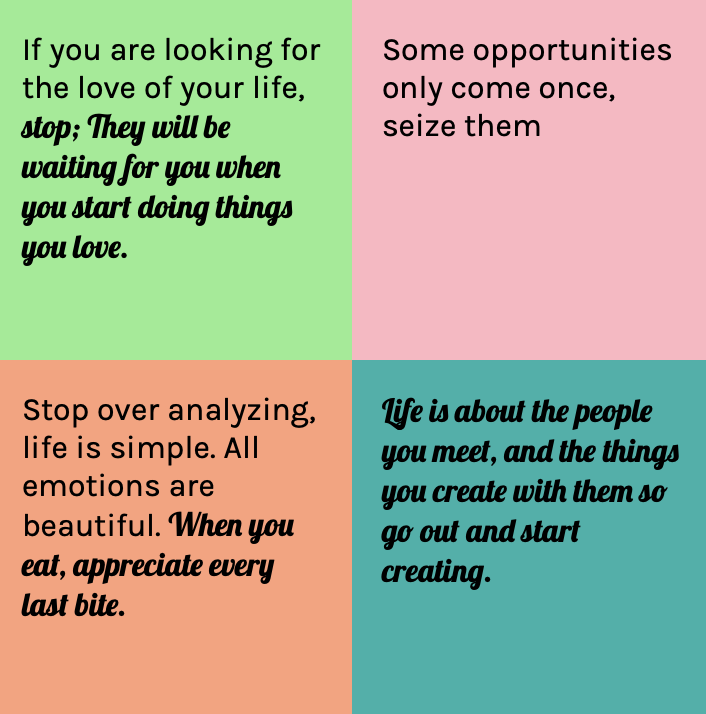 If you are looking for
the love of your life,
stop; They will be
waiting for you when
you start doing things
you love.
Some opportunities
only come once,
seize them
Stop over analyzing,
life is simple. All
emotions are
beautiful. When you
eat, appreciate every
last bite.
Life is about the people
you meet, and the things
you create with them so
go out and start
creating.